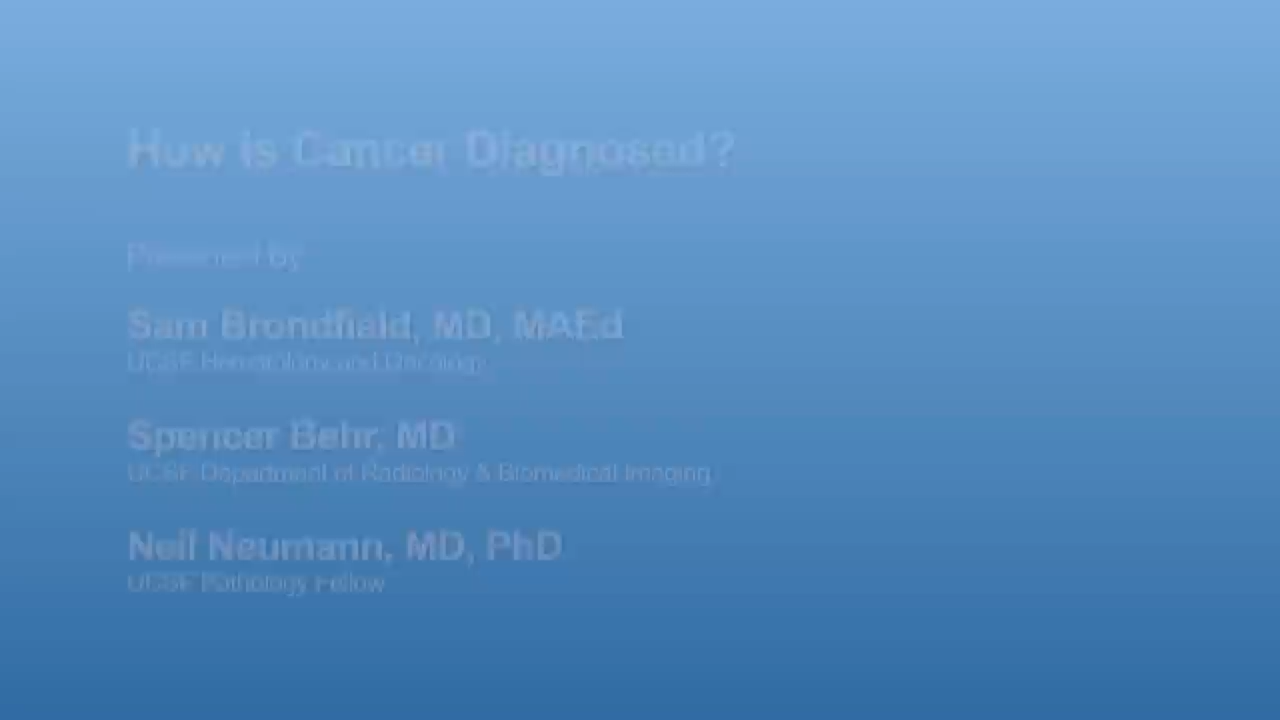 How is Cancer Diagnosed?
Presented by
Sam Brondfield, MD, MAEd
UCSF Hematology and Oncology
Spencer Behr, MD
UCSF Department of Radiology & Biomedical Imaging
Neil Neumann, MD, PhD
UCSF Pathology Fellow